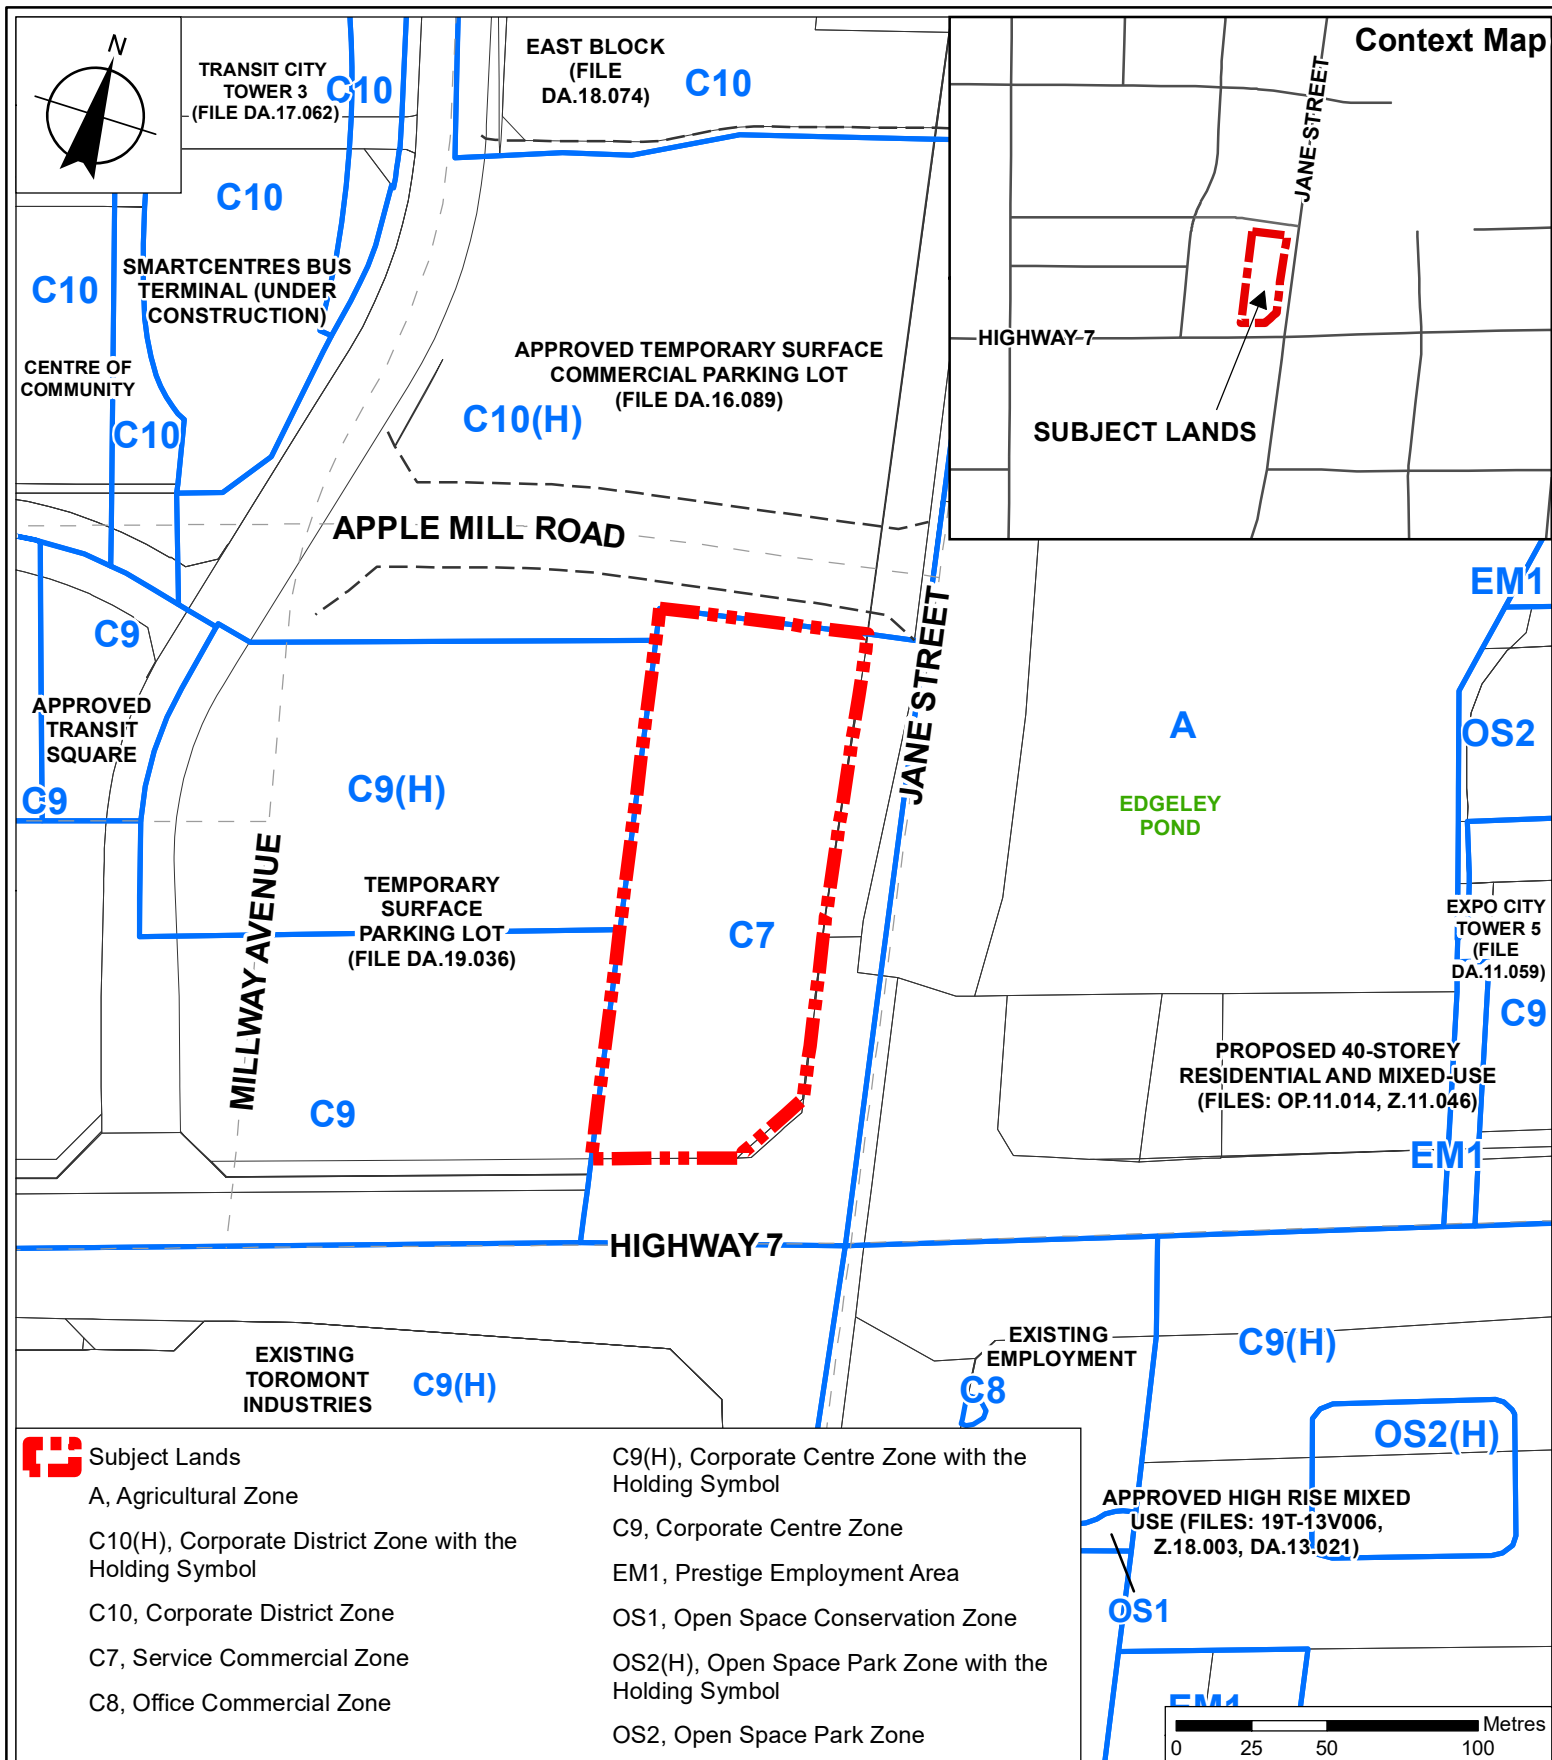 N
TRANSIT CITY
TOWER 3
(FILE DA.17.062)
C10
EAST BLOCK
(FILE
DA.18.074)
C10
Context Map
JANE STREET
HIGHWAY 7
SUBJECT LANDS
C10
SMARTCENTRES BUS
TERMINAL (UNDER
CONSTRUCTION)
C10
CENTRE OF
COMMUNITY
C10
APPROVED TEMPORARY SURFACE
COMMERCIAL PARKING LOT
(FILE DA.16.089)
C10(H)
APPLE MILL ROAD
EM1
C9
JANE STREET
APPROVED
TRANSIT
SQUARE
C9
C9(H)
A
OS2
EDGELEY
POND
MILLWAY AVENUE
TEMPORARY
SURFACE
PARKING LOT
(FILE DA.19.036)
C7
EXPO CITY
TOWER 5
(FILE
DA.11.059)
C9
PROPOSED 40-STOREY
RESIDENTIAL AND MIXED-USE
(FILES: OP.11.014, Z.11.046)
C9
EM1
HIGHWAY 7
EXISTING
TOROMONT
INDUSTRIES
C9(H)
EXISTING
EMPLOYMENT
C8
C9(H)
OS2(H)
APPROVED HIGH RISE MIXED
USE (FILES: 19T-13V006,
Z.18.003, DA.13.021)
OS1
EM1
Subject Lands
A, Agricultural Zone
C10(H), Corporate District Zone with the
Holding Symbol
C10, Corporate District Zone
C7, Service Commercial Zone
C8, Office Commercial Zone
C9(H), Corporate Centre Zone with the
Holding Symbol
C9, Corporate Centre Zone
EM1, Prestige Employment Area
OS1, Open Space Conservation Zone
OS2(H), Open Space Park Zone with the
Holding Symbol
OS2, Open Space Park Zone
Metres
0 25 50 100